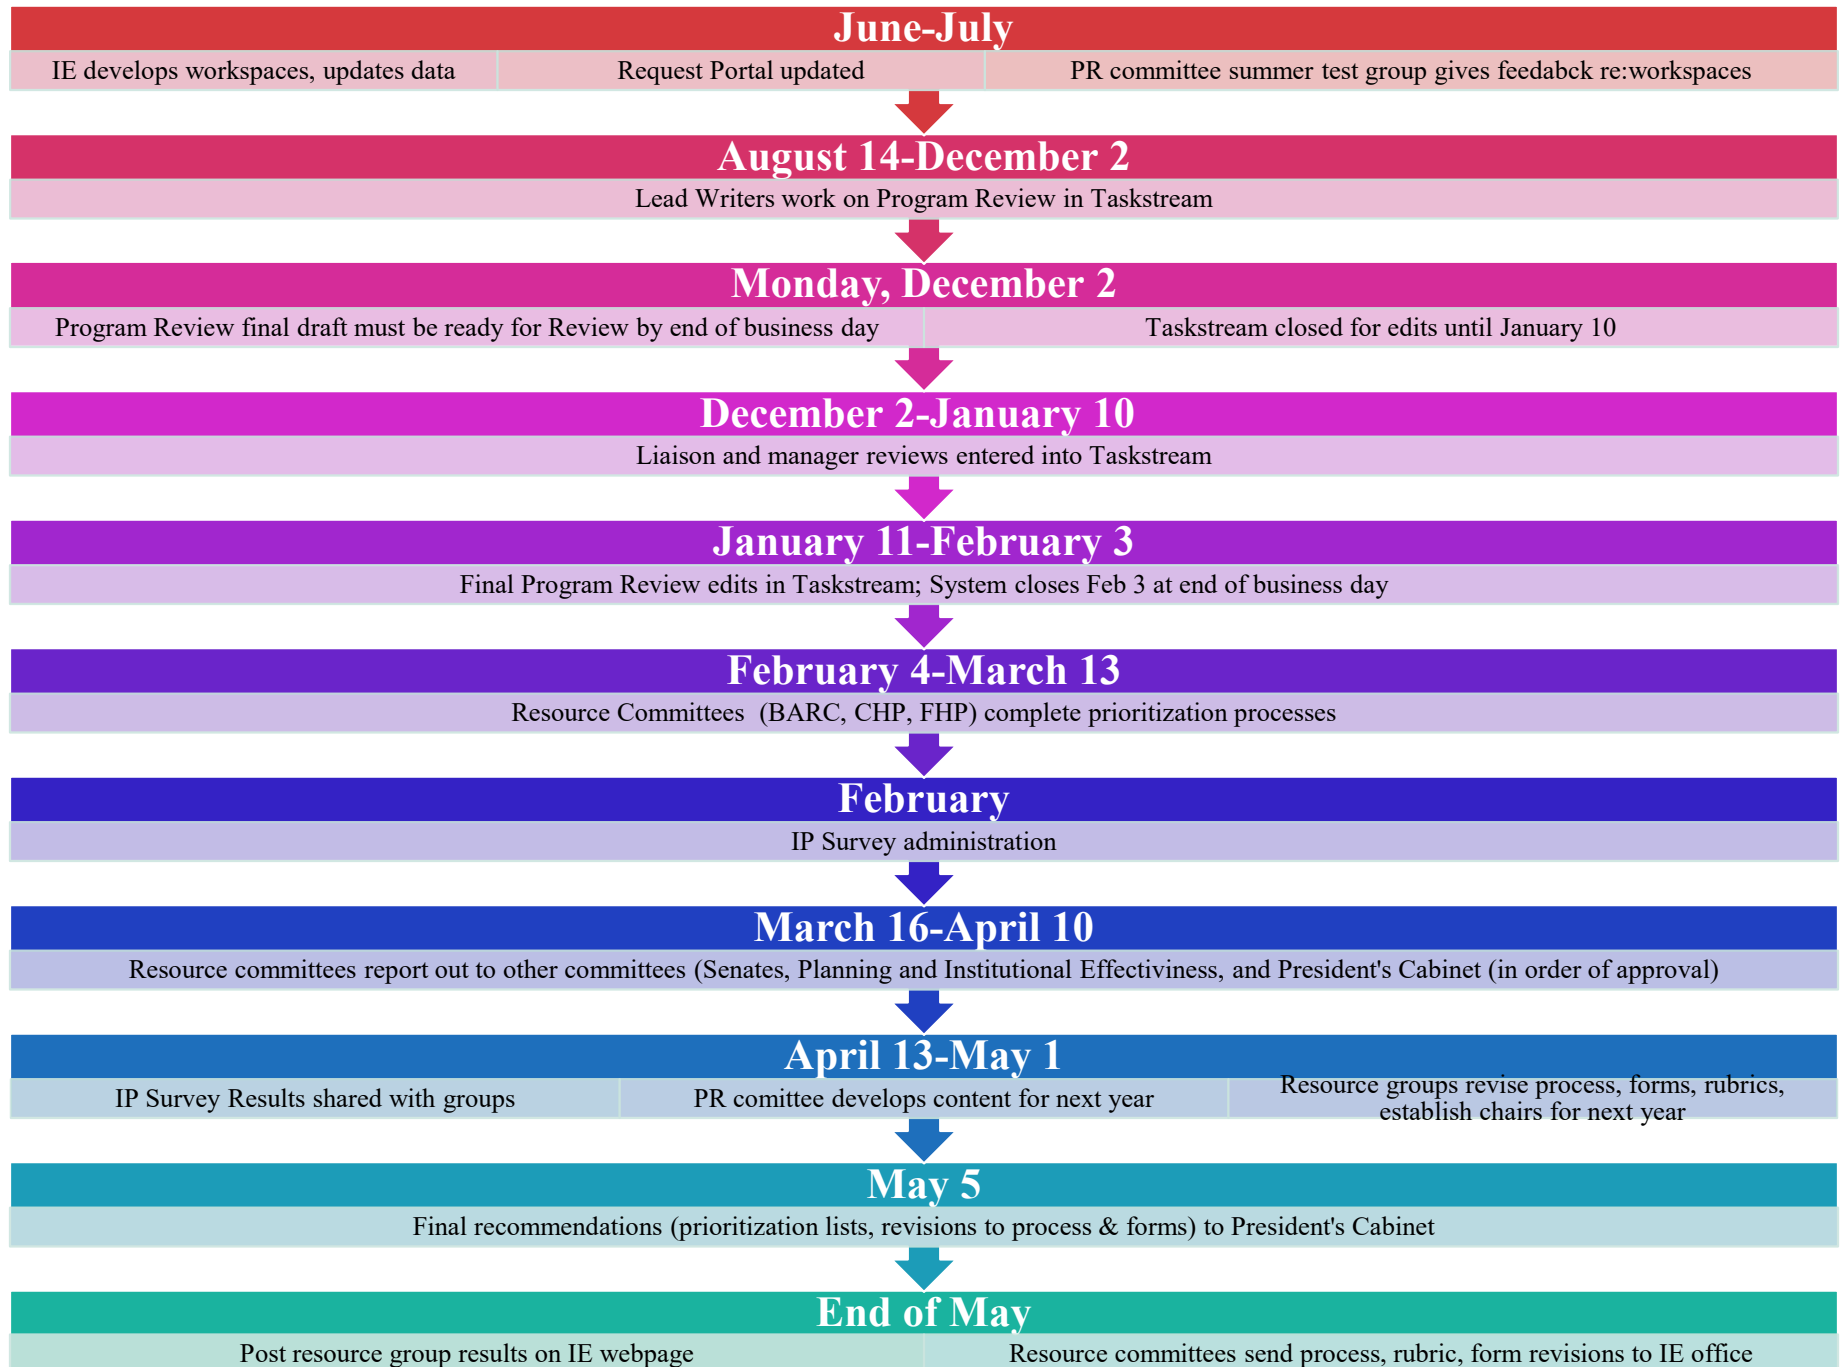 June-July
IE develops workspaces, updates data
Request Portal updated
PR committee summer test group gives feedabck re:workspaces
August 14-December 2
Lead Writers work on Program Review in Taskstream
Monday, December 2
Program Review final draft must be ready for Review by end of business day
Taskstream closed for edits until January 10
December 2-January 10
Liaison and manager reviews entered into Taskstream
January 11-February 3
Final Program Review edits in Taskstream; System closes Feb 3 at end of business day
February 4-March 13
Resource Committees  (BARC, CHP, FHP) complete prioritization processes
February
IP Survey administration
March 16-April 10
Resource committees report out to other committees (Senates, Planning and Institutional Effectiviness, and President's Cabinet (in order of approval)
April 13-May 1
IP Survey Results shared with groups
PR comittee develops content for next year
Resource groups revise process, forms, rubrics,
establish chairs for next year
May 5
Final recommendations (prioritization lists, revisions to process & forms) to President's Cabinet
End of May
Post resource group results on IE webpage
Resource committees send process, rubric, form revisions to IE office